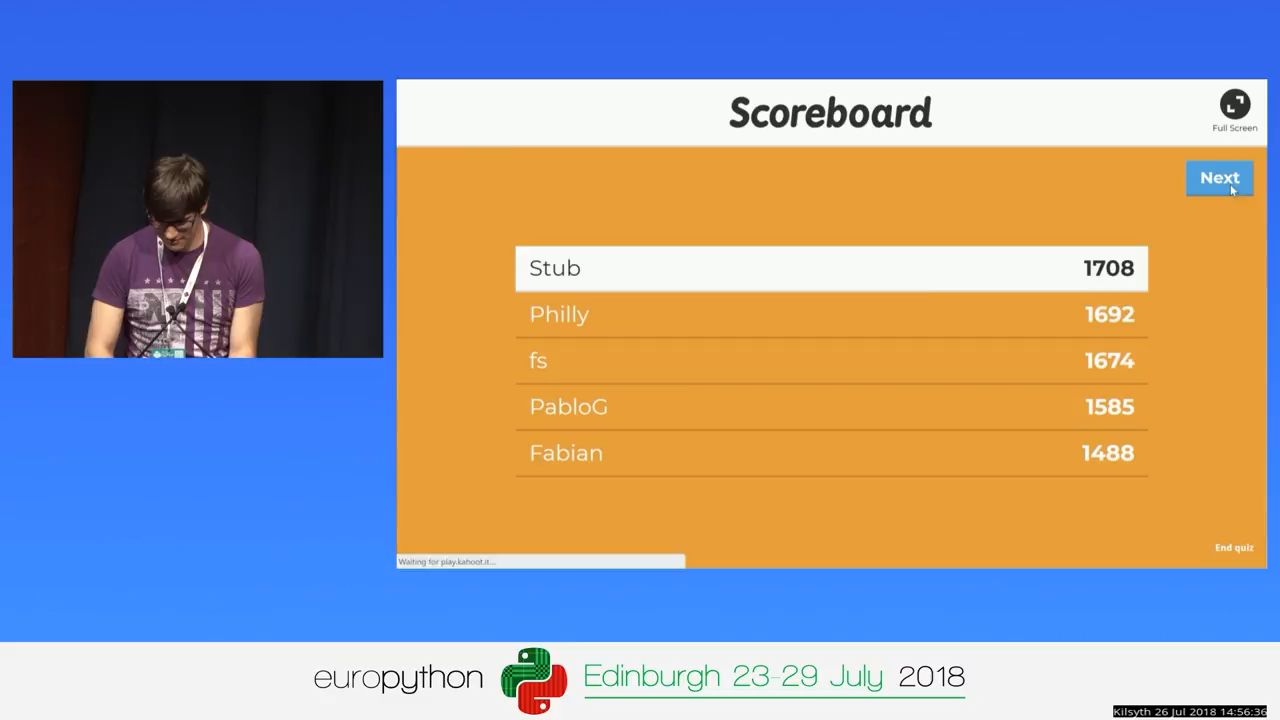 Scoreboard
Full Screen
Next
Stub 1708
Philly 1692
fs 1674
PabloG 1585
Fabian 1488
End quiz
Waiting for play.kahoot.it...
europython Edinburgh 23-29 July 2018
Kilsyth 26 Jul 2018 14:56:36